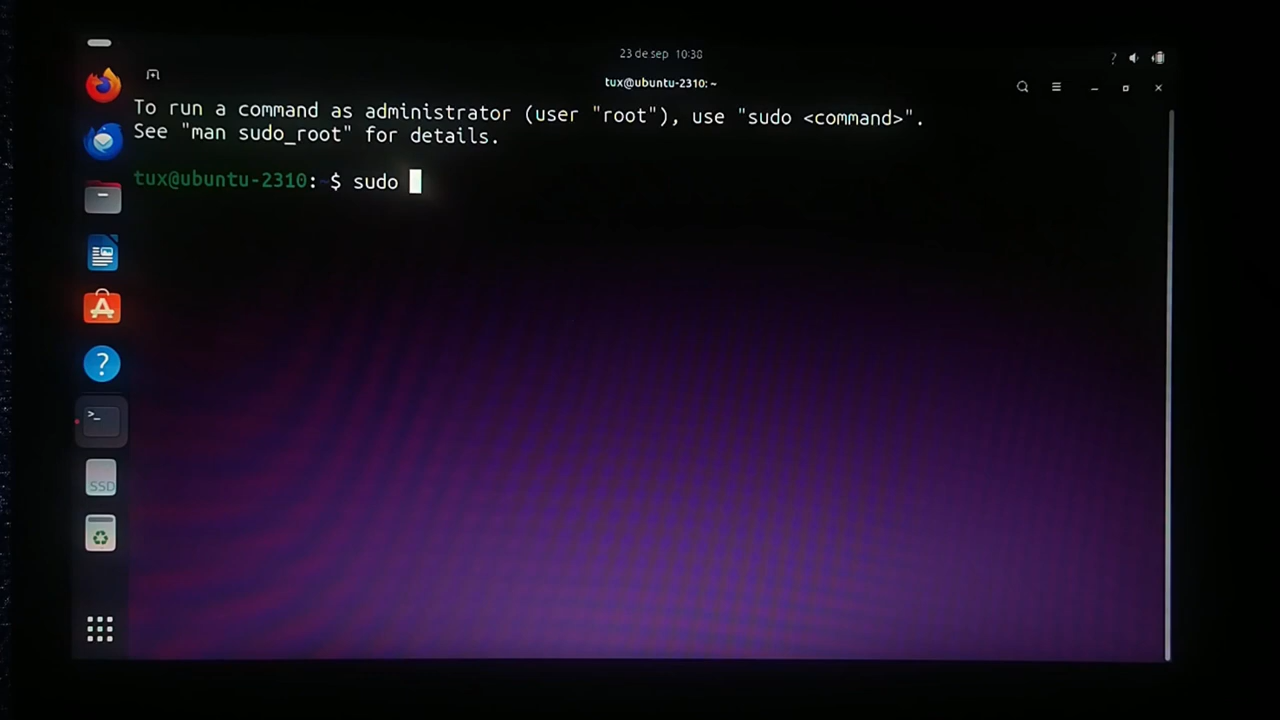 23 de sep 10:38
tux@ubuntu-2310: ~
To run a command as administrator (user "root"), use "sudo <command>".
See "man sudo_root" for details.
tux@ubuntu-2310:~$ sudo
?
>_
SSD